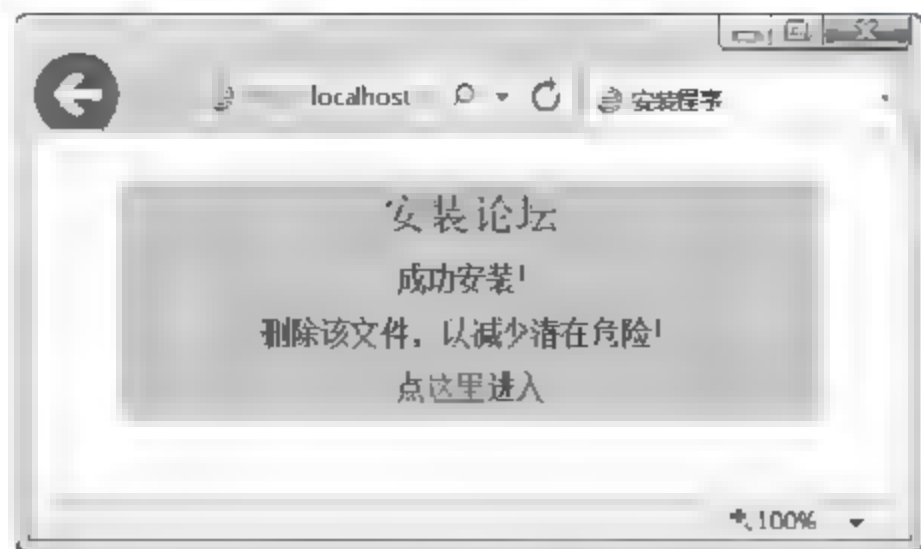 localhost
安装程序
安装论坛
成功安装!
删除该文件，以减少潜在危险!
点这里进入
100%